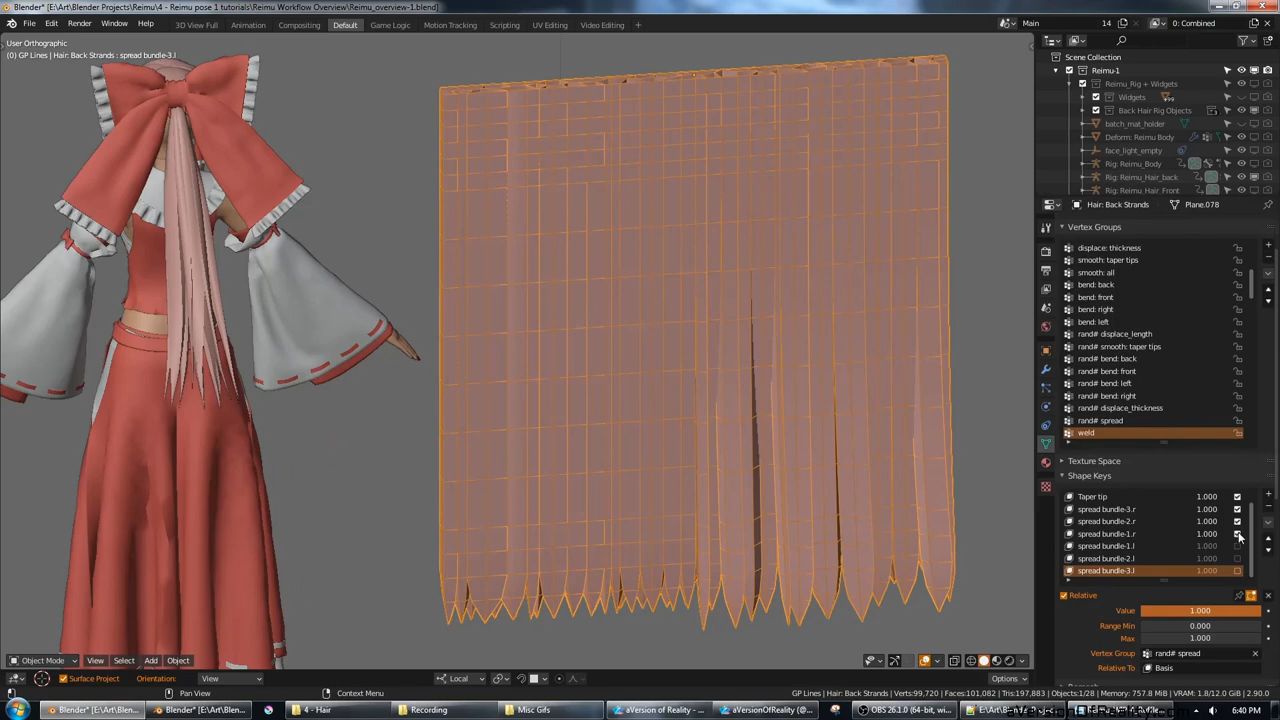 Blender* [E:\Art\Blender Projects\Reimu\4 - Reimu pose 1 tutorials\Reimu Workflow Overview\Reimu_overview-1.blend]
File Edit Render Window Help
3D View Full Animation Compositing Default Motion Tracking Scripting UV Editing Video Editing +
Main 14 0: Combined
User Orthographic
(0) GP Lines | Hair: Back Strands : spread bundle-3.l
Scene Collection
Reimu-1
Reimu_Rig + Widgets
Widgets
Back Hair Rig Objects
batch_mat_holder
Deform: Reimu Body
face_light_empty
Rig: Reimu_Body
Rig: Reimu_Hair_back
Rig: Reimu_Hair_Front
Hair: Back Strands Plane.078
Vertex Groups
displace: thickness
smooth: taper tips
smooth: all
bend: back
bend: front
bend: right
bend: left
rand# displace_length
rand# smooth: taper tips
rand# bend: back
rand# bend: front
rand# bend: left
rand# bend: right
rand# displace_thickness
rand# spread
weld
Texture Space
Shape Keys
Taper tip 1.000
spread bundle-3.r 1.000
spread bundle-2.r 1.000
spread bundle-1.r 1.000
spread bundle-1.l 1.000
spread bundle-2.l 1.000
spread bundle-3.l 1.000
Relative
Value 1.000
Range Min 0.000
Max 1.000
Vertex Group rand# spread
Relative To Basis
Object Mode View Select Add Object
Surface Project Orientation: View Local Options
Pan View Context Menu
GP Lines | Hair: Back Strands | Verts:99,720 | Faces:101,082 | Tris:197,883 | Objects:1/28 | Memory: 757.8 MiB | VRAM: 1.8/12.0 GiB | 2.90.0
Blender* [E:\Art\Blen... Blender* [E:\Art\Blen... 4 - Hair Recording Misc Gifs aVersion of Reality - ... aVersionOfReality (@... OBS 26.1.0 (64-bit, wi... 6:40 PM